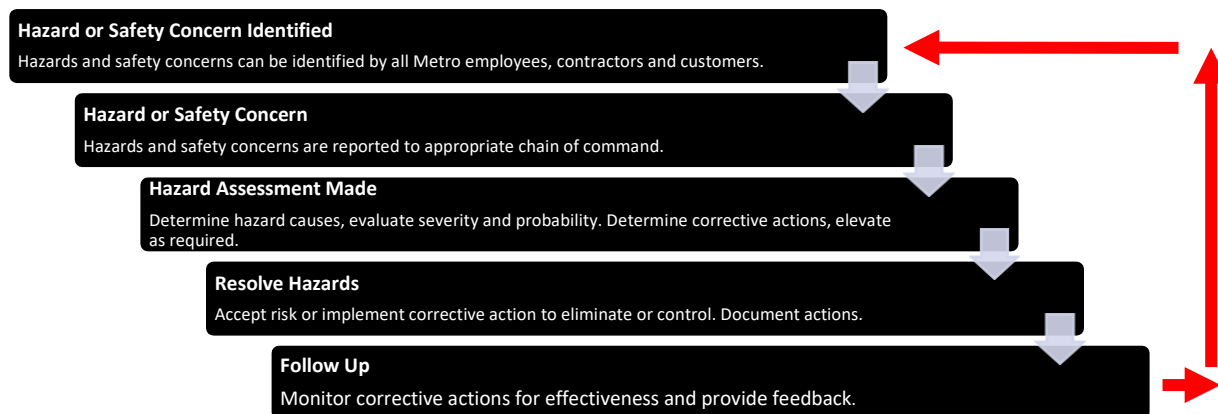 Hazard or Safety Concern Identified
Hazards and safety concerns can be identified by all Metro employees, contractors and customers.
Hazard or Safety Concern
Hazards and safety concerns are reported to appropriate chain of command.
Hazard Assessment Made
Determine hazard causes, evaluate severity and probability. Determine corrective actions, elevate
as required.
Resolve Hazards
Accept risk or implement corrective action to eliminate or control. Document actions.
Follow Up
Monitor corrective actions for effectiveness and provide feedback.